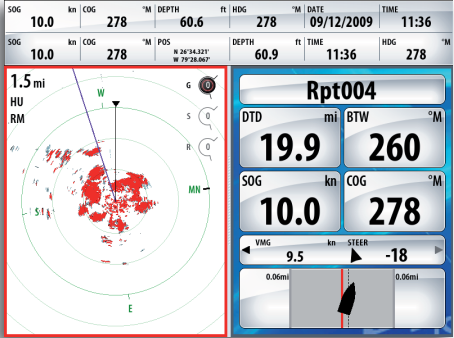 SOG 10.0 kn COG 278 °M DEPTH 60.6 ft HDG 278 °M DATE 09/12/2009 TIME 11:36
SOG 10.0 kn COG 278 °M POS N 26°34.321' W 79°28.067' DEPTH 60.9 ft TIME 11:36 HDG 278 °M
1.5 mi
HU
RM
G 0
S
R
W
MN
S
E
Rpt004
DTD mi 19.9
BTW °M 260
SOG kn 10.0
COG °M 278
VMG kn 9.5
STEER -18
0.06mi 0.06mi